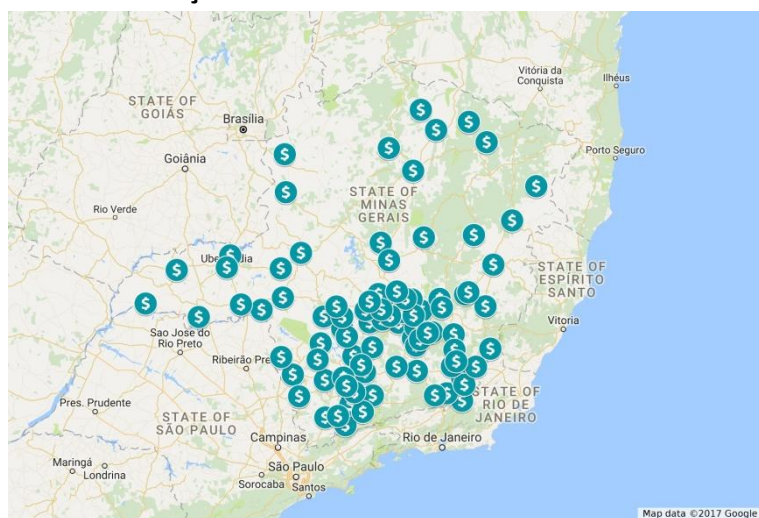 Vitória da
Conquista
Ilhéus
STATE OF
GOIÁS
Brasília
Goiânia
Porto Seguro
STATE OF
MINAS
GERAIS
Rio Verde
STATE OF
ESPÍRITO
SANTO
Vitoria
Sao Jose do
Rio Preto
Ribeirão
STATE OF
RIO DE
JANEIRO
Pres. Prudente
STATE OF
SÃO PAULO
Campinas
Rio de Janeiro
Maringá
Londrina
São Paulo
Sorocaba
Santos
Map data ©2017 Google